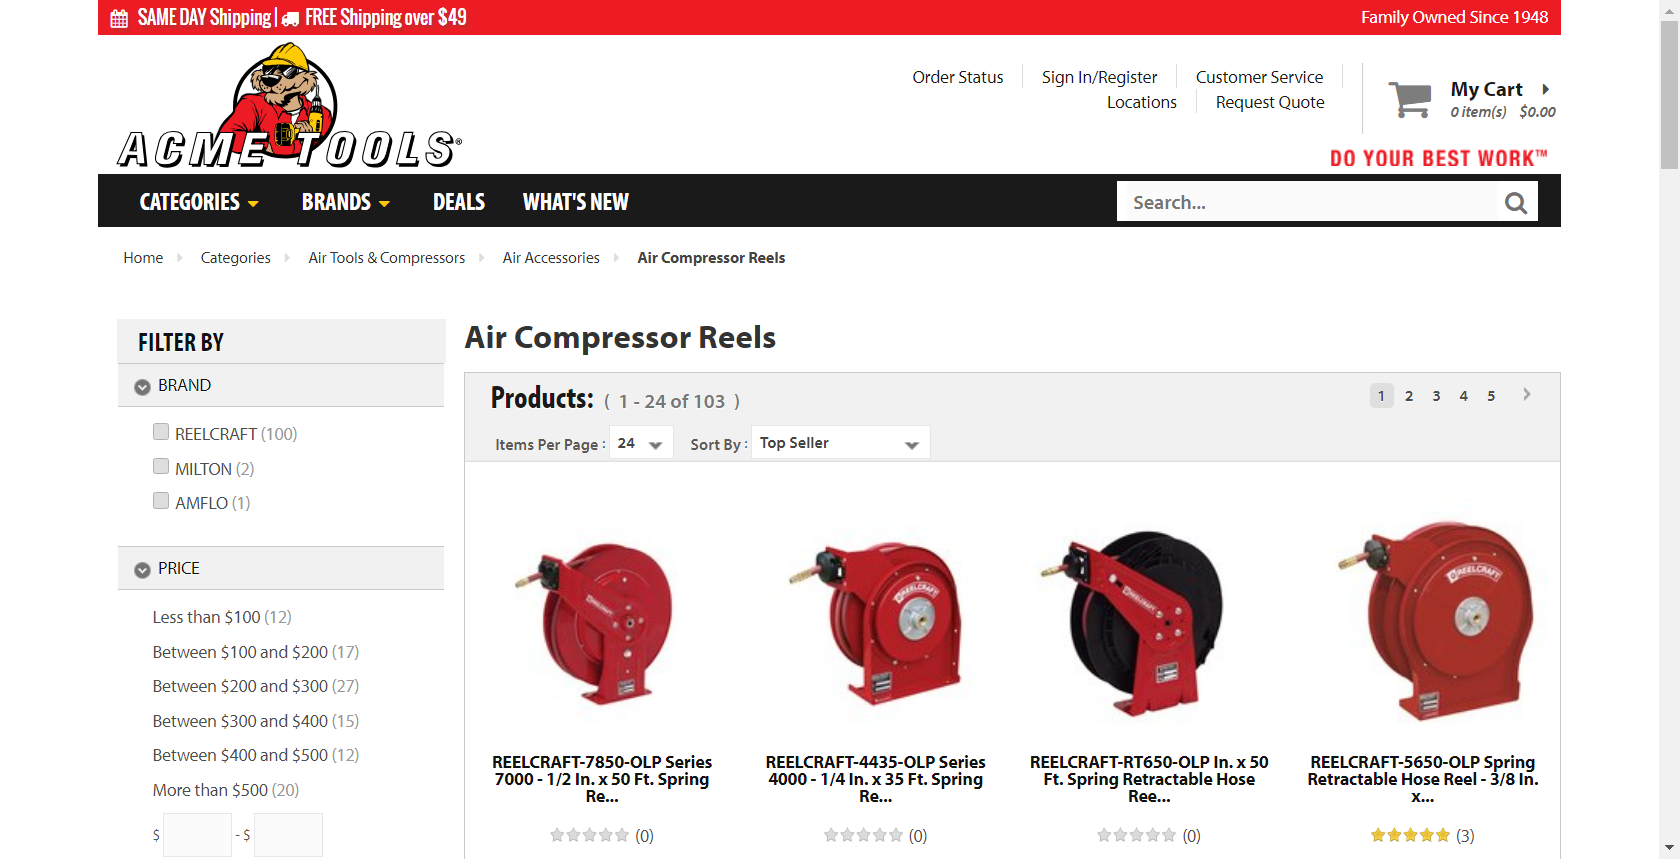 SAME DAY Shipping | FREE Shipping over $49
Family Owned Since 1948
ACME TOOLS®
Order Status
Sign In/Register
Customer Service
Locations
Request Quote
My Cart
0 item(s) $0.00
DO YOUR BEST WORK™
CATEGORIES
BRANDS
DEALS
WHAT'S NEW
Search...
Home
Categories
Air Tools & Compressors
Air Accessories
Air Compressor Reels
FILTER BY
BRAND
REELCRAFT (100)
MILTON (2)
AMFLO (1)
PRICE
Less than $100 (12)
Between $100 and $200 (17)
Between $200 and $300 (27)
Between $300 and $400 (15)
Between $400 and $500 (12)
More than $500 (20)
$ - $
Air Compressor Reels
Products: ( 1 - 24 of 103 )
1 2 3 4 5
Items Per Page : 24
Sort By : Top Seller
REELCRAFT
REELCRAFT
REELCRAFT
REELCRAFT
REELCRAFT-7850-OLP Series
7000 - 1/2 In. x 50 Ft. Spring
Re...
(0)
REELCRAFT-4435-OLP Series
4000 - 1/4 In. x 35 Ft. Spring
Re...
(0)
REELCRAFT-RT650-OLP In. x 50
Ft. Spring Retractable Hose
Ree...
(0)
REELCRAFT-5650-OLP Spring
Retractable Hose Reel - 3/8 In.
x...
(3)